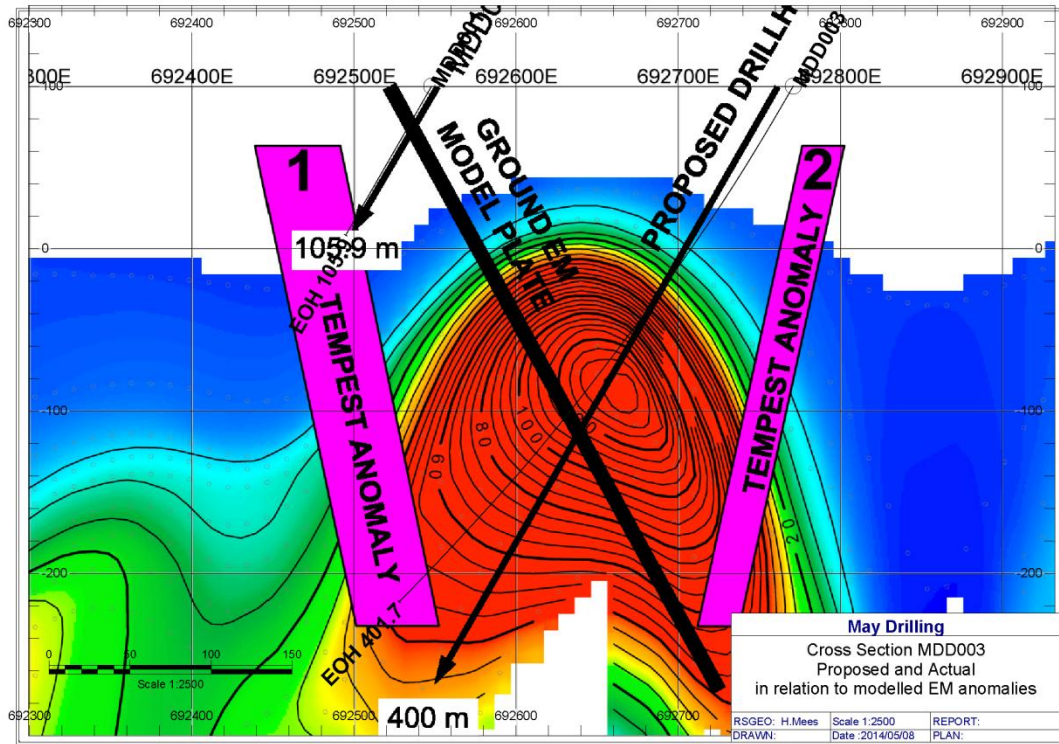 692300 692400 692500 692600 692700 692800 692900
300E 692400E 692500E 692600E 692700E 692800E 692900E
MDD001
MDD003
100 100
0 0
-100 -100
-200 -200
1
2
TEMPEST ANOMALY
TEMPEST ANOMALY
GROUND EM
MODEL PLATE
PROPOSED DRILLH
105.9 m
EOH 105.9
EOH 401.7
400 m
60
80
100
20
0 50 100 150
Scale 1:2500
692300 692400 692500 692600 692700
May Drilling
Cross Section MDD003
Proposed and Actual
in relation to modelled EM anomalies
RSGEO: H.Mees Scale 1:2500 REPORT:
DRAWN: Date :2014/05/08 PLAN: